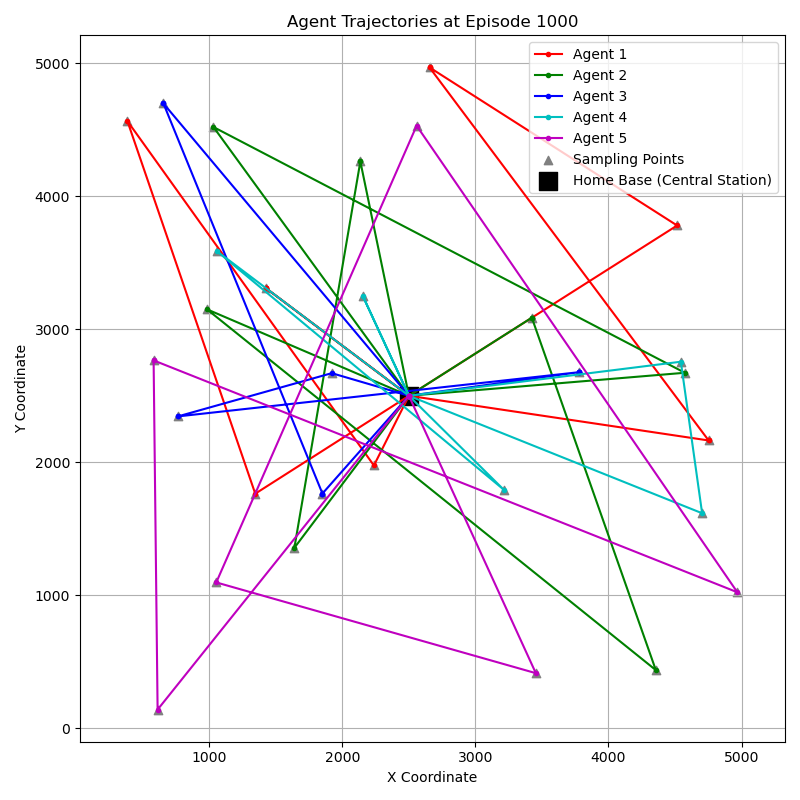 Agent Trajectories at Episode 1000
Agent 1
Agent 2
Agent 3
Agent 4
Agent 5
Sampling Points
Home Base (Central Station)
5000
4000
3000
2000
1000
0
Y Coordinate
1000 2000 3000 4000 5000
X Coordinate